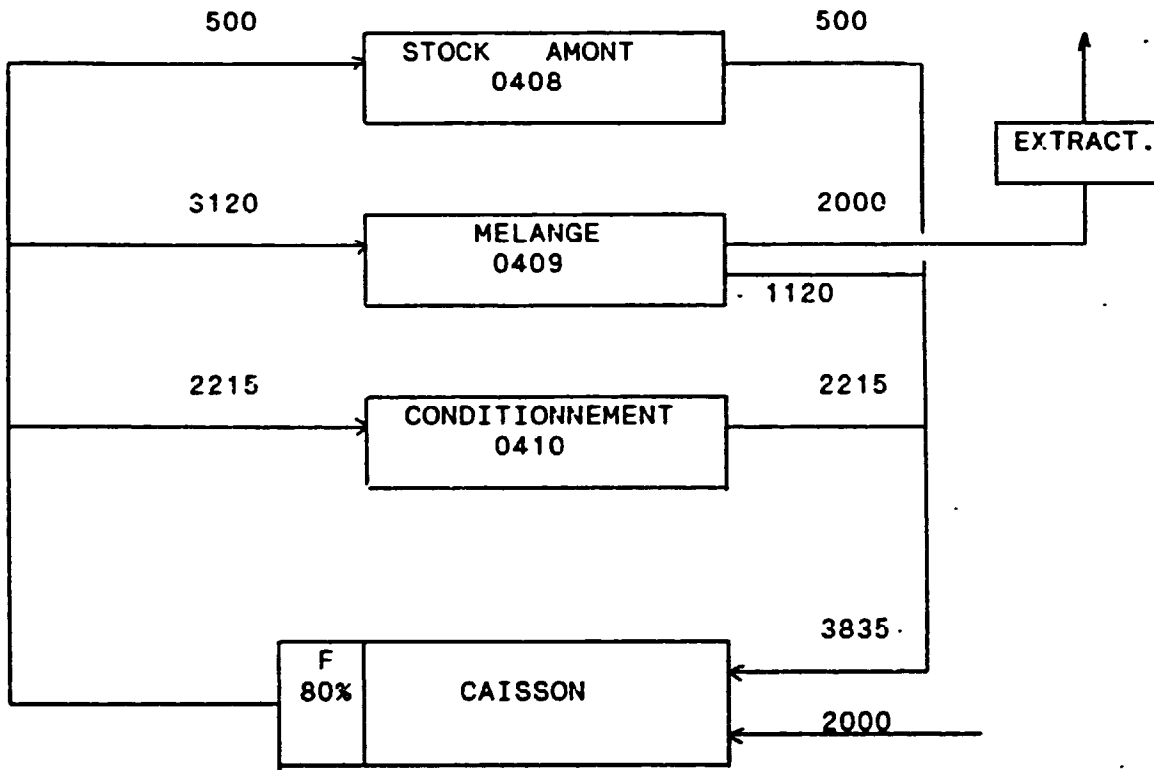 500
500
STOCK AMONT
0408
EXTRACT.
3120
2000
MELANGE
0409
1120
2215
2215
CONDITIONNEMENT
0410
3835
F
80%
CAISSON
2000